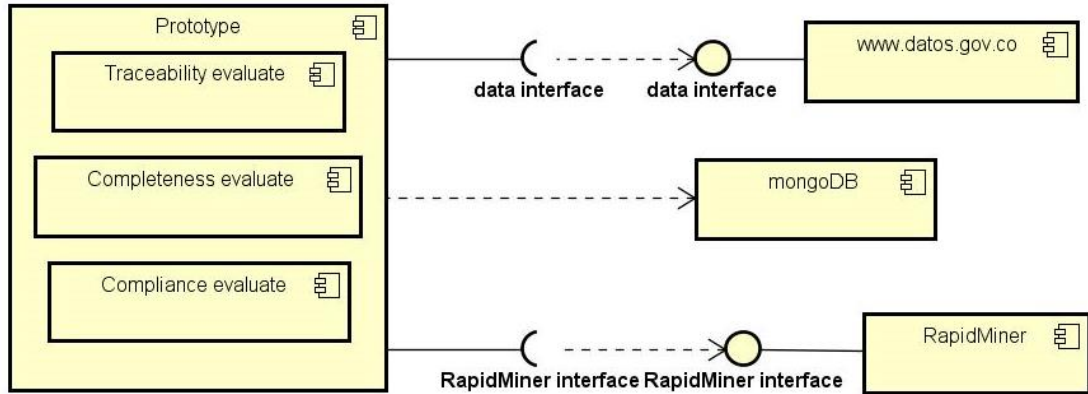 Prototype
Traceability evaluate
Completeness evaluate
Compliance evaluate
data interface
data interface
www.datos.gov.co
mongoDB
RapidMiner interface
RapidMiner interface
RapidMiner